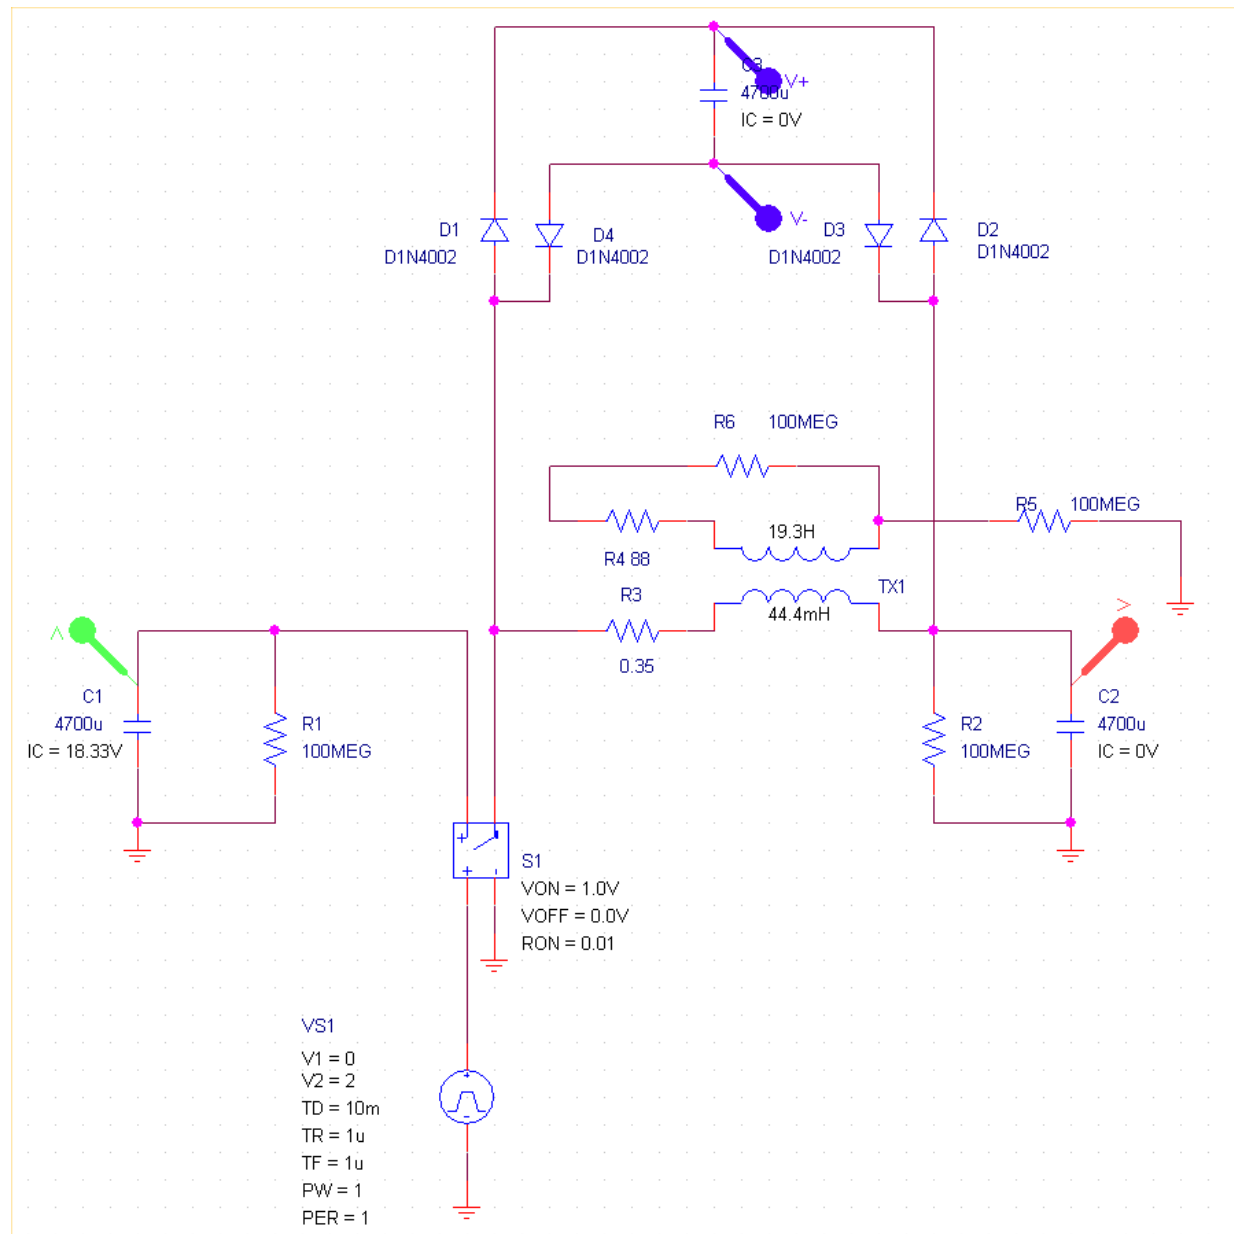 C3
V+
4700u
IC = 0V
V-
D1
D1N4002
D4
D1N4002
D3
D1N4002
D2
D1N4002
R6 100MEG
R5 100MEG
19.3H
R4 88
R3
TX1
44.4mH
0.35
C1
4700u
IC = 18.33V
R1
100MEG
R2
100MEG
C2
4700u
IC = 0V
S1
VON = 1.0V
VOFF = 0.0V
RON = 0.01
VS1
V1 = 0
V2 = 2
TD = 10m
TR = 1u
TF = 1u
PW = 1
PER = 1